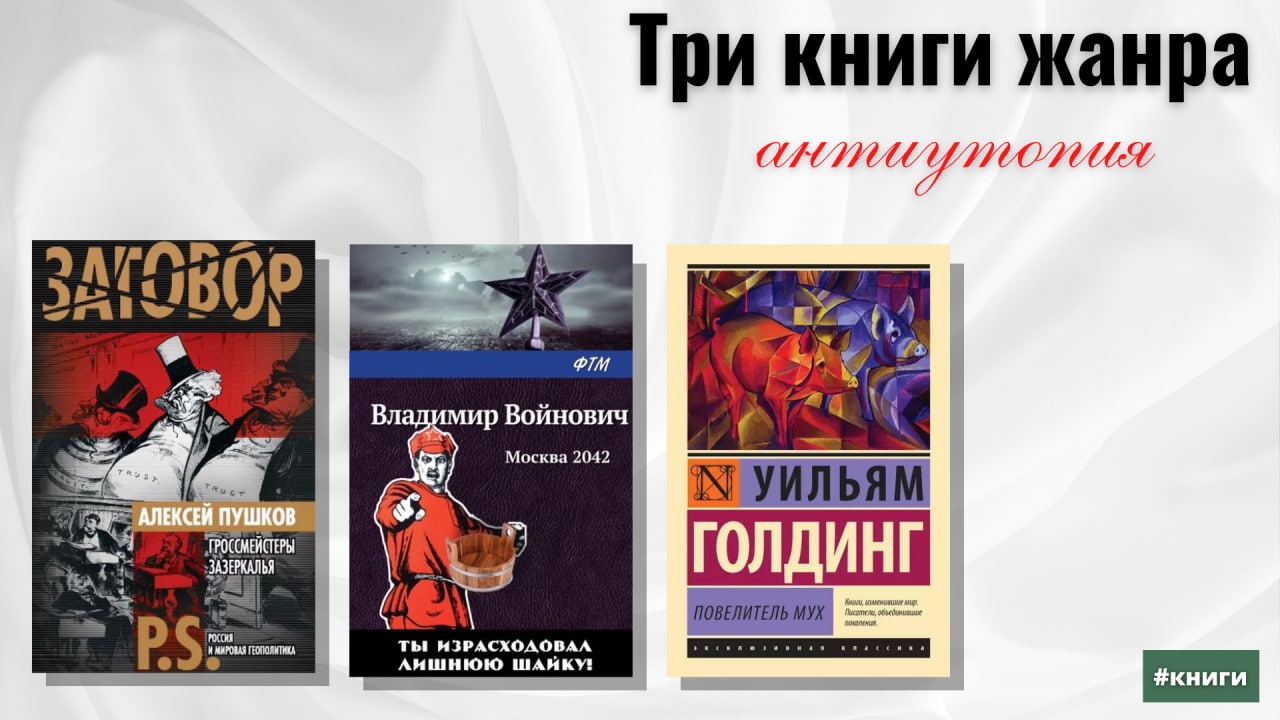 Три книги жанра
антиутопия
ЗАГОВОР
TRUST
TRUST
АЛЕКСЕЙ ПУШКОВ
ГРОССМЕЙСТЕРЫ
ЗАЗЕРКАЛЬЯ
P.S.
РОССИЯ
И МИРОВАЯ ГЕОПОЛИТИКА
ФТМ
Владимир Войнович
Москва 2042
ТЫ ИЗРАСХОДОВАЛ
ЛИШНЮЮ ШАЙКУ!
N УИЛЬЯМ
ГОЛДИНГ
ПОВЕЛИТЕЛЬ МУХ
Книги, изменившие мир.
Писатели, объединившие
поколения.
эксклюзивная классика
#книги